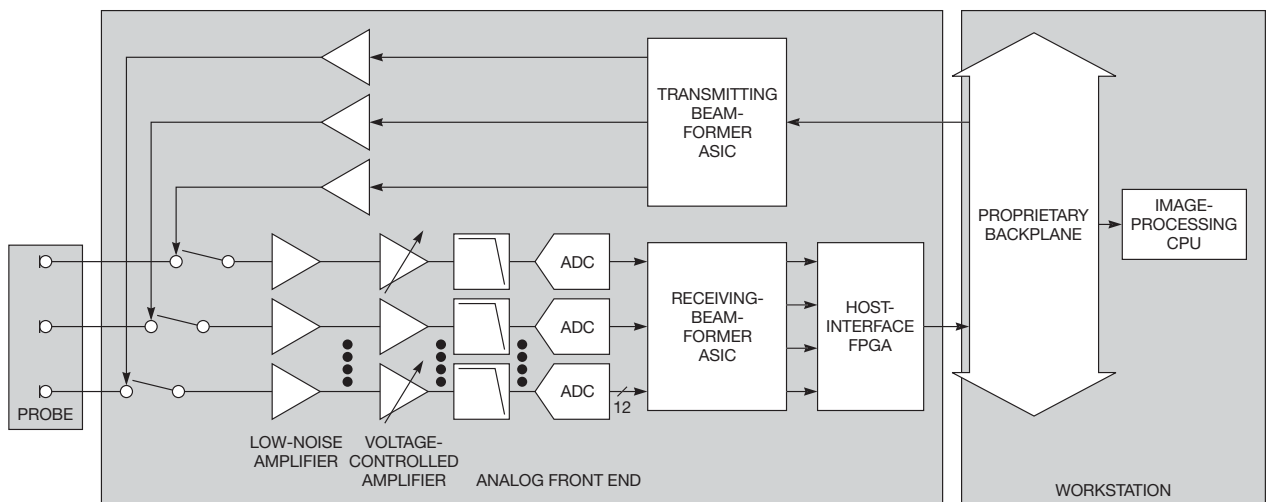 TRANSMITTING
BEAM-
FORMER
ASIC
PROPRIETARY
BACKPLANE
IMAGE-
PROCESSING
CPU
ADC
ADC
ADC
12
RECEIVING-
BEAM-
FORMER
ASIC
HOST-
INTERFACE
FPGA
PROBE
LOW-NOISE
AMPLIFIER
VOLTAGE-
CONTROLLED
AMPLIFIER
ANALOG FRONT END
WORKSTATION